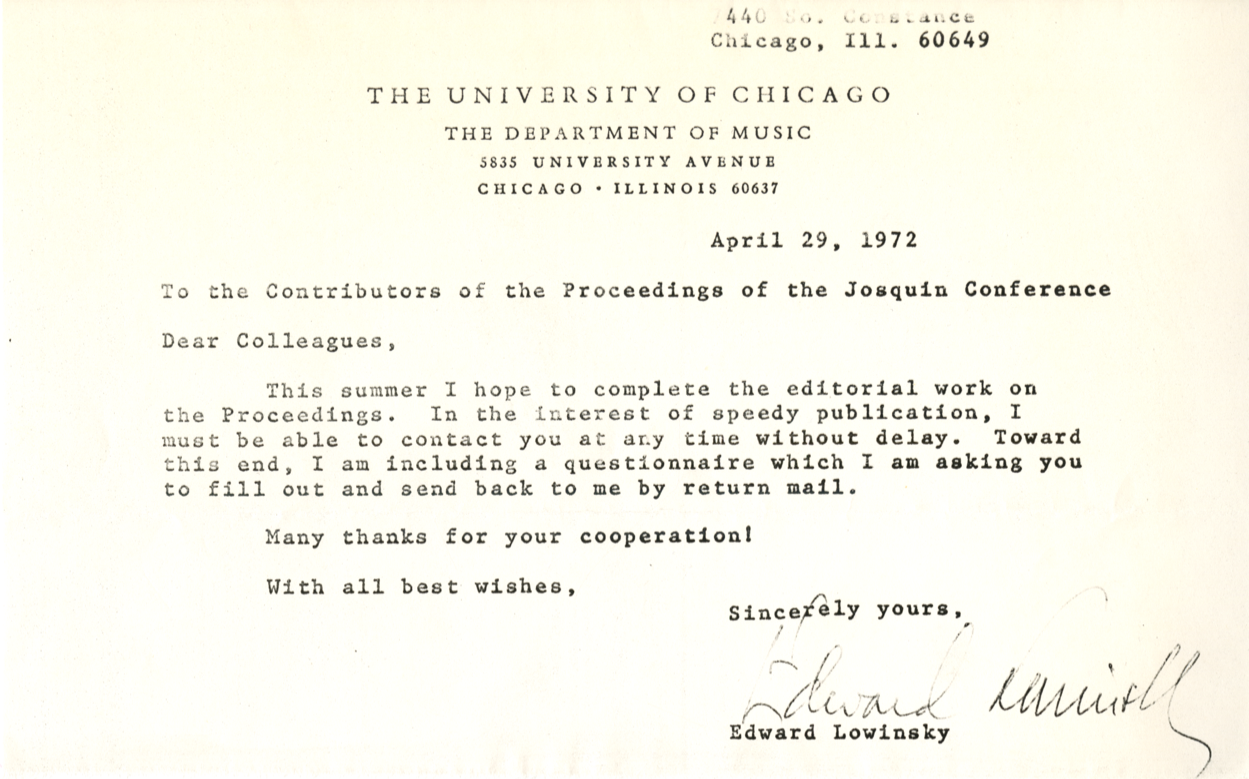 7440 So. Constance
Chicago, Ill. 60649
THE UNIVERSITY OF CHICAGO
THE DEPARTMENT OF MUSIC
5835 UNIVERSITY AVENUE
CHICAGO · ILLINOIS 60637
April 29, 1972
To the Contributors of the Proceedings of the Josquin Conference
Dear Colleagues,
This summer I hope to complete the editorial work on
the Proceedings. In the interest of speedy publication, I
must be able to contact you at any time without delay. Toward
this end, I am including a questionnaire which I am asking you
to fill out and send back to me by return mail.
Many thanks for your cooperation!
With all best wishes,
Sincerely yours,
Edward Lowinsky
Edward Lowinsky